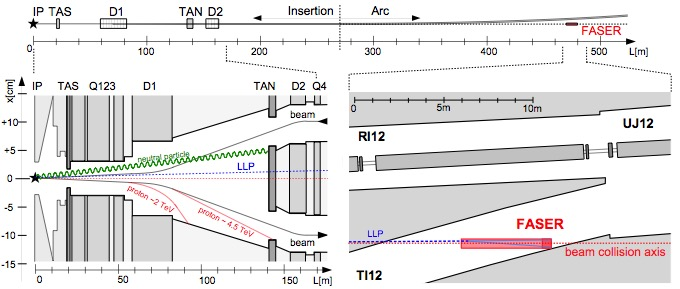 IP TAS D1 TAN D2 Insertion Arc
FASER
0 100 200 300 400 500 L[m]
x[cm] IP TAS Q123 D1 TAN D2 Q4
+10
+5
0
-5
-10
-15
beam
neutral particle
LLP
proton ~2 TeV
proton ~4.5 TeV
beam
0 50 100 150 L[m]
0 5m 10m
RI12
UJ12
FASER
LLP
beam collision axis
TI12